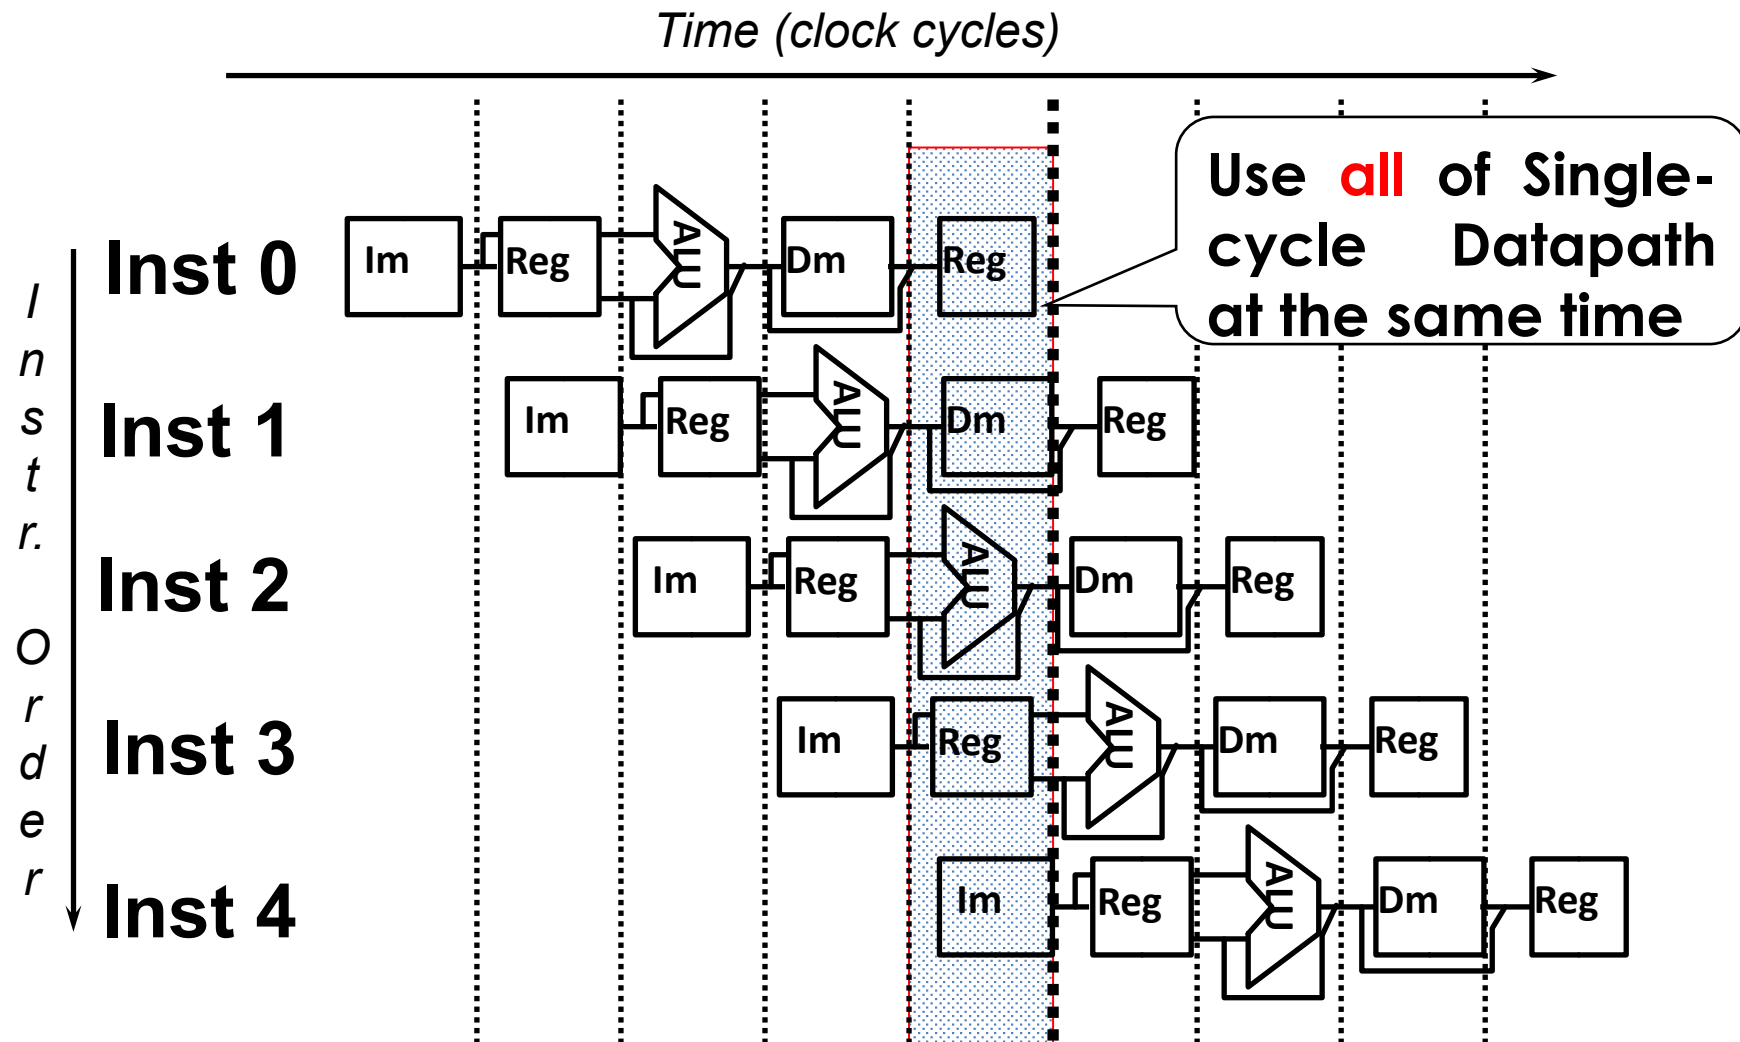 Time (clock cycles)
Use all of Single-
cycle Datapath
at the same time
Instr. Order
Inst 0
Im
Reg
ALU
Dm
Reg
Inst 1
Im
Reg
ALU
Dm
Reg
Inst 2
Im
Reg
ALU
Dm
Reg
Inst 3
Im
Reg
ALU
Dm
Reg
Inst 4
Im
Reg
ALU
Dm
Reg